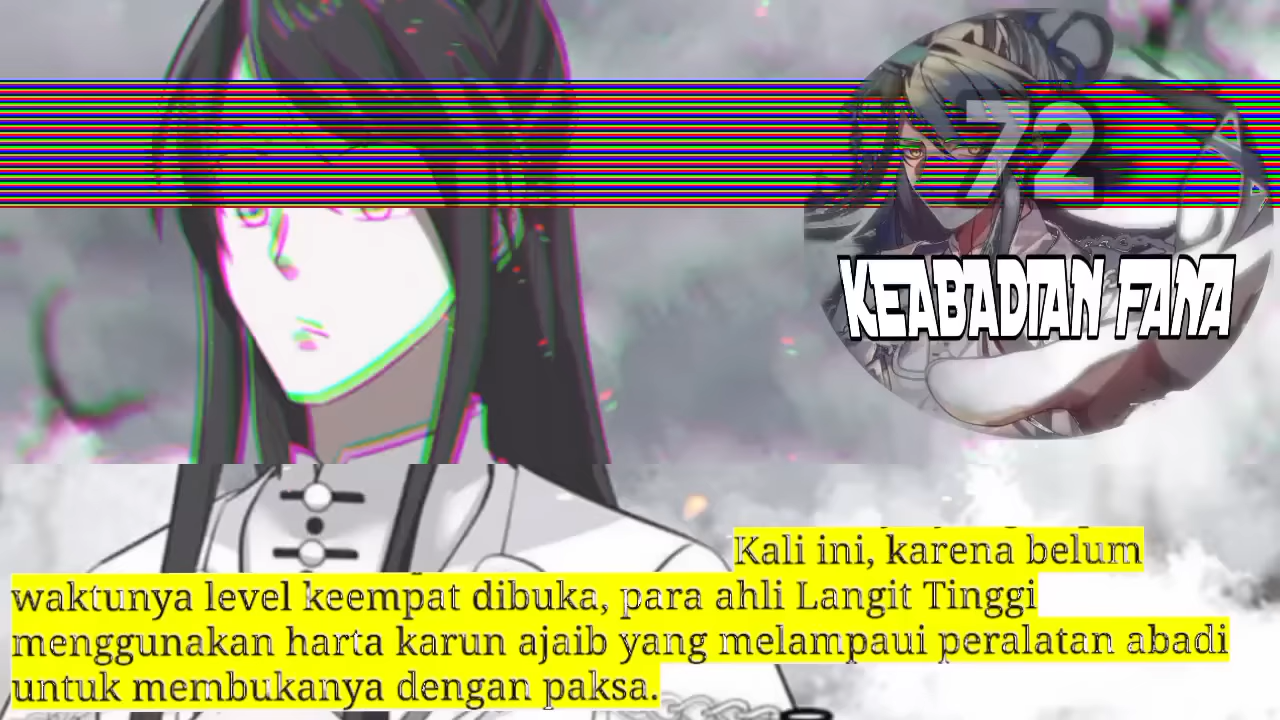 72
KEABADIAN FANA
Kali ini, karena belum
waktunya level keempat dibuka, para ahli Langit Tinggi
menggunakan harta karun ajaib yang melampaui peralatan abadi
untuk membukanya dengan paksa.